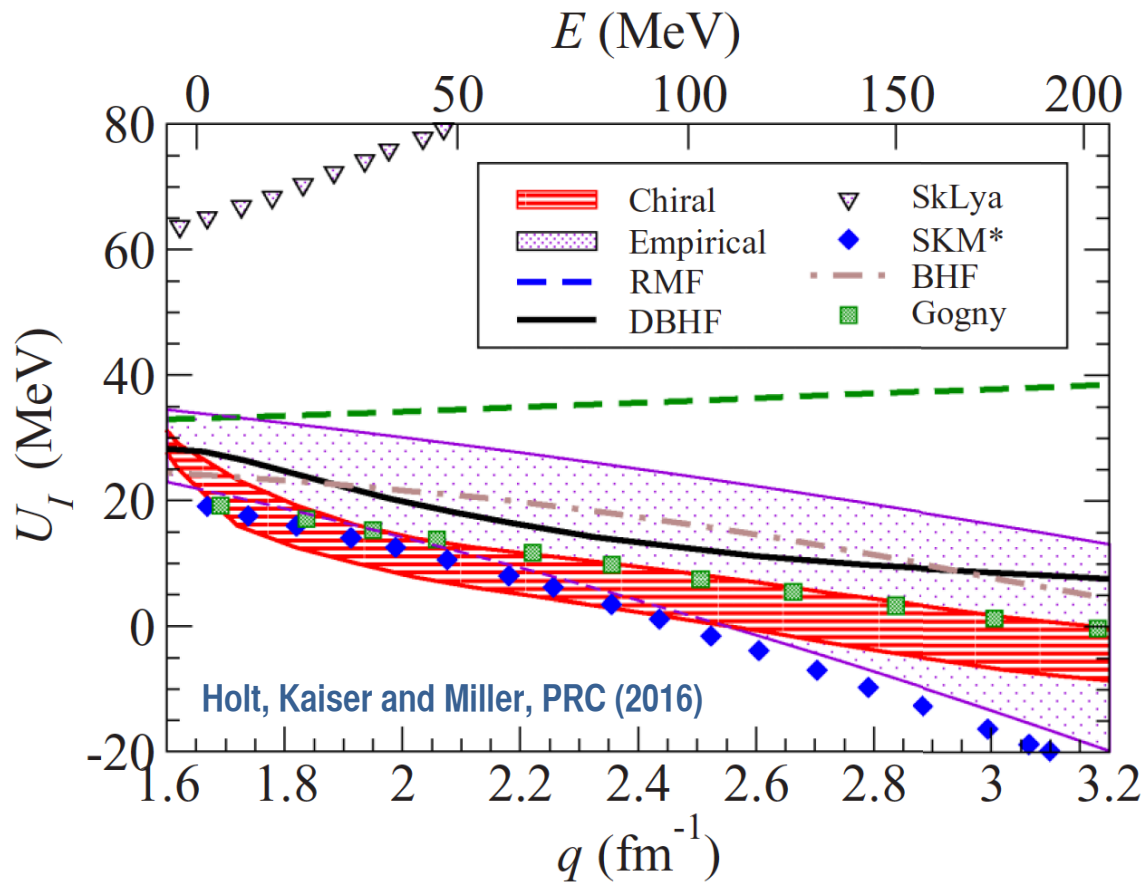 E (MeV)
0 50 100 150 200
80
60
40
20
0
-20
U_I (MeV)
Chiral
Empirical
RMF
DBHF
SkLya
SKM*
BHF
Gogny
Holt, Kaiser and Miller, PRC (2016)
1.6 1.8 2 2.2 2.4 2.6 2.8 3 3.2
q (fm⁻¹)